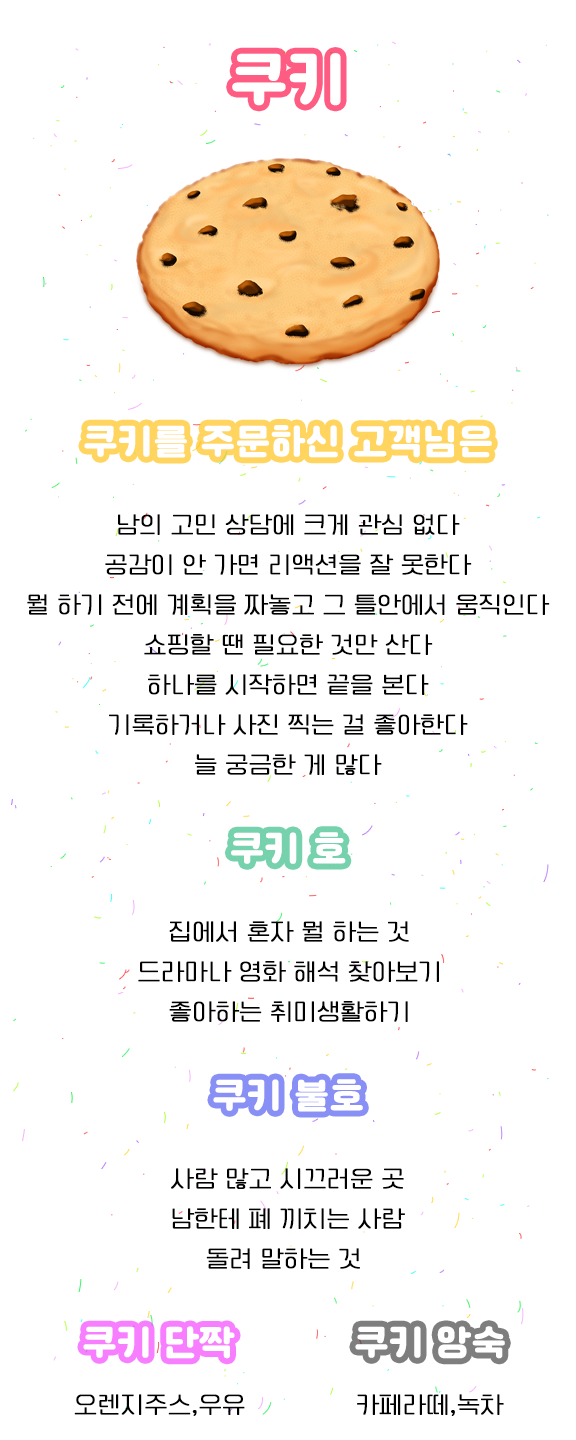 쿠키
쿠키를 주문하신 고객님은
남의 고민 상담에 크게 관심 없다
공감이 안 가면 리액션을 잘 못한다
뭘 하기 전에 계획을 짜놓고 그 틀안에서 움직인다
쇼핑할 땐 필요한 것만 산다
하나를 시작하면 끝을 본다
기록하거나 사진 찍는 걸 좋아한다
늘 궁금한 게 많다
쿠키 호
집에서 혼자 뭘 하는 것
드라마나 영화 해석 찾아보기
좋아하는 취미생활하기
쿠키 불호
사람 많고 시끄러운 곳
남한테 폐 끼치는 사람
돌려 말하는 것
쿠키 단짝
오렌지주스,우유
쿠키 앙숙
카페라떼,녹차